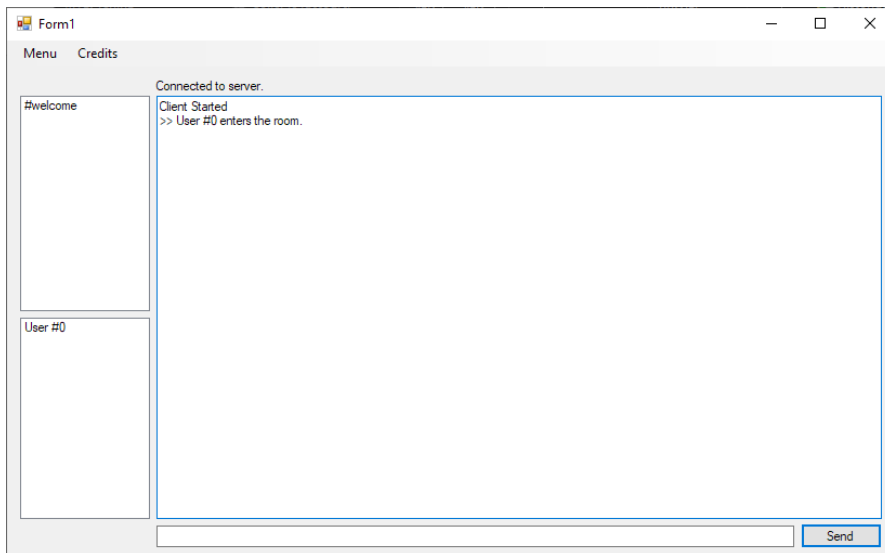 Form1
Menu Credits
Connected to server.
#welcome
Client Started
>> User #0 enters the room.
User #0
Send